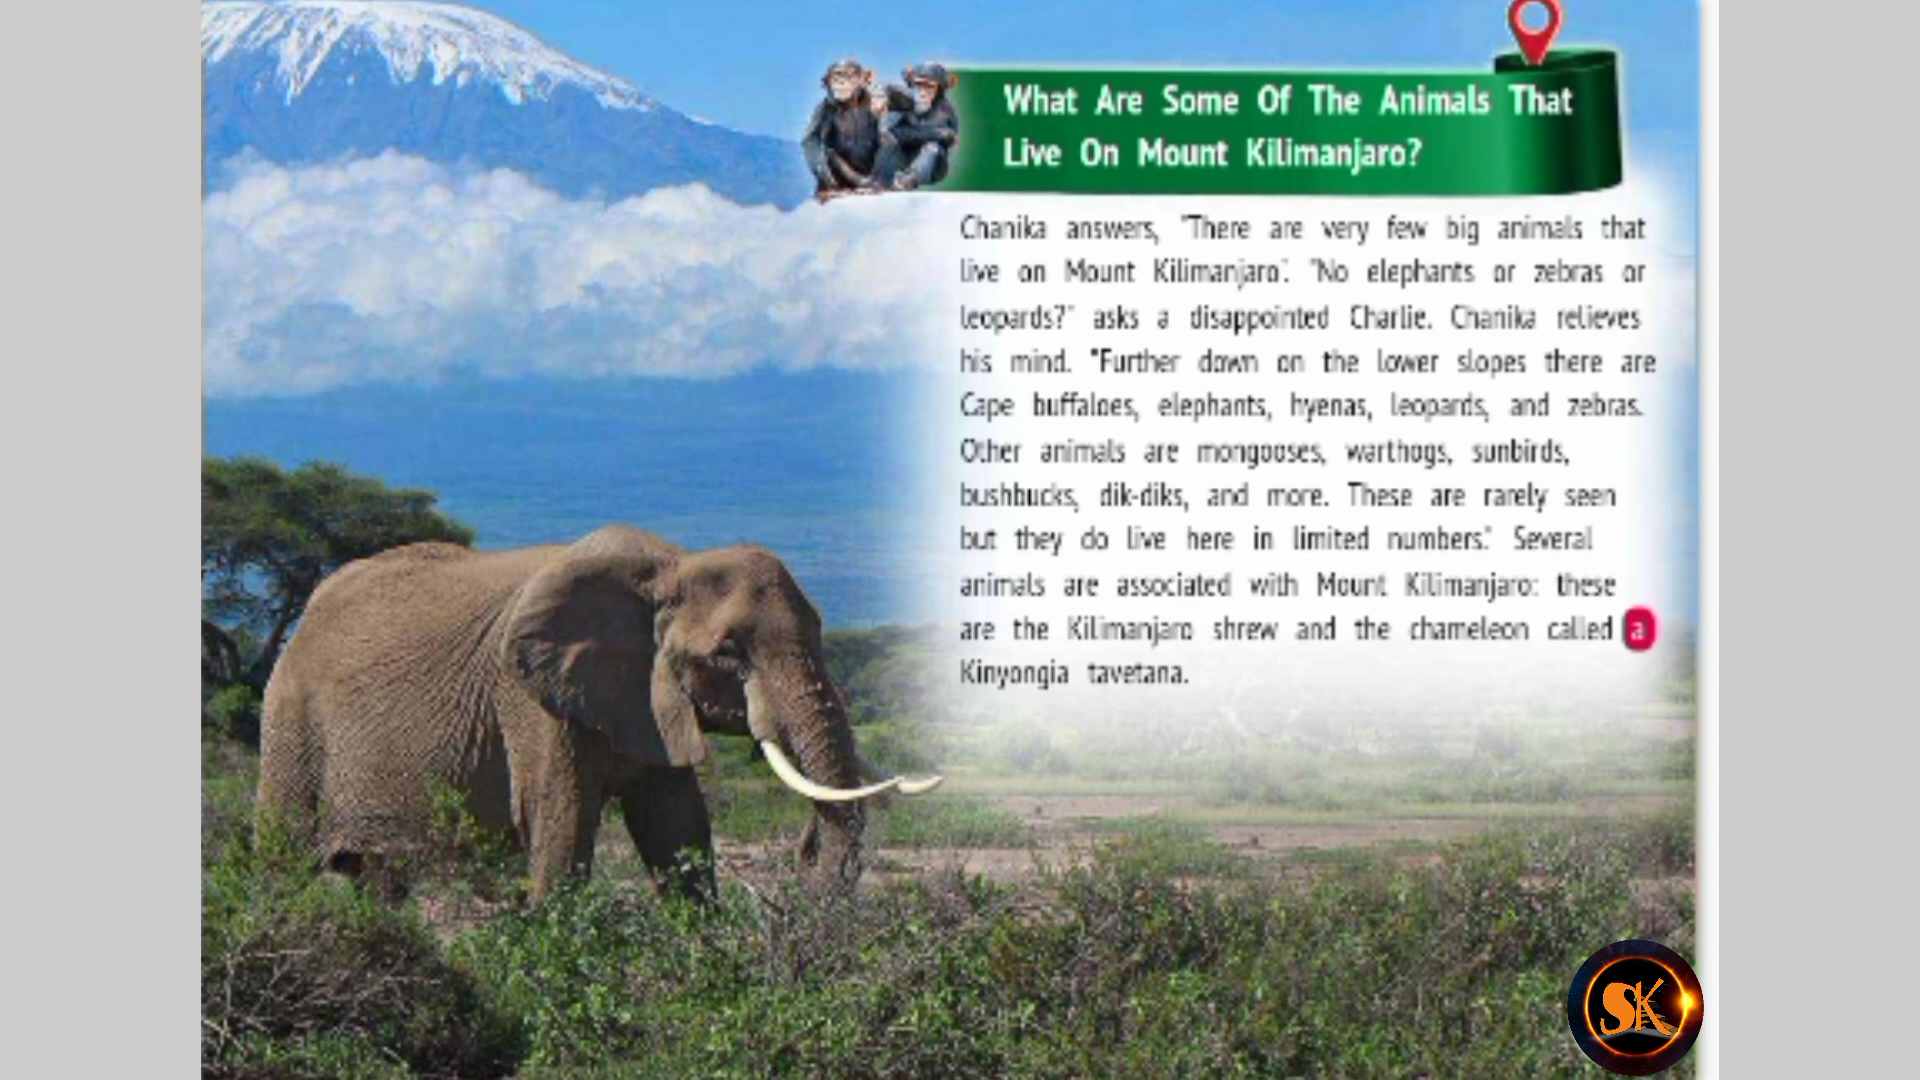 What Are Some Of The Animals That
Live On Mount Kilimanjaro?
Chanika answers, "There are very few big animals that
live on Mount Kilimanjaro". "No elephants or zebras or
leopards?" asks a disappointed Charlie. Chanika relieves
his mind. "Further down on the lower slopes there are
Cape buffaloes, elephants, hyenas, leopards, and zebras.
Other animals are mongooses, warthogs, sunbirds,
bushbucks, dik-diks, and more. These are rarely seen
but they do live here in limited numbers." Several
animals are associated with Mount Kilimanjaro: these
are the Kilimanjaro shrew and the chameleon called a
Kinyongia tavetana.
SK